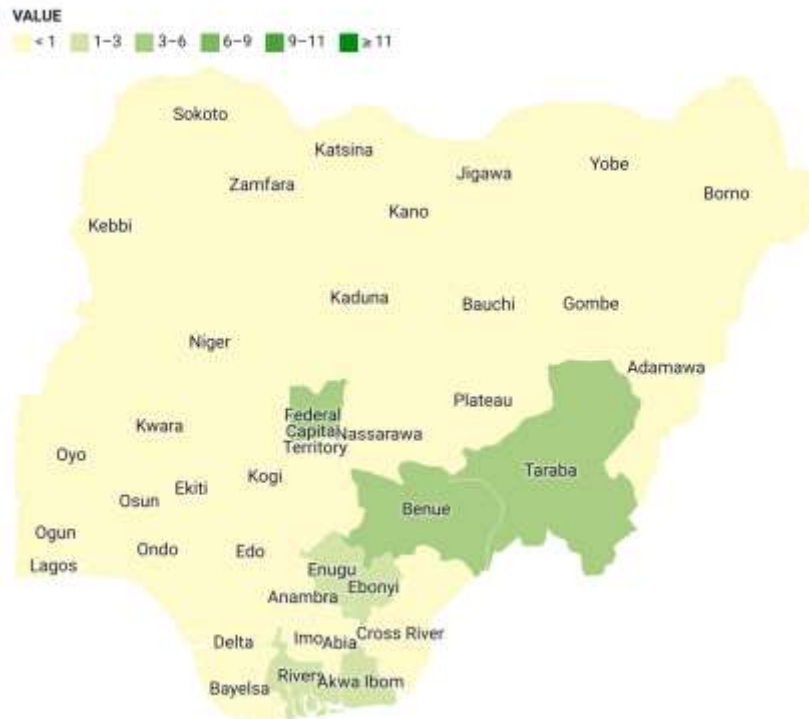 VALUE
< 1 1–3 3–6 6–9 9–11 ≥ 11
Sokoto
Katsina
Jigawa
Yobe
Zamfara
Borno
Kano
Kebbi
Kaduna
Bauchi
Gombe
Niger
Adamawa
Plateau
Federal
Capital
Territory
Nassarawa
Kwara
Oyo
Taraba
Kogi
Ekiti
Osun
Benue
Ogun
Ondo
Edo
Lagos
Enugu
Ebonyi
Anambra
Cross River
Delta
Imo
Abia
Rivers
Akwa Ibom
Bayelsa